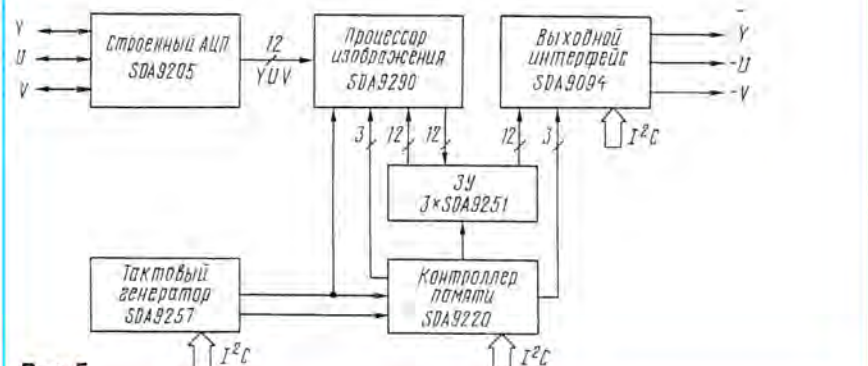 Y
U
V
Строенный АЦП
SDA9205
12
YUV
Процессор
изображения
SDA9290
Выходной
интерфейс
SDA9094
Y
-U
-V
I²C
3
12
12
12
3
ЗУ
3×SDA9251
Тактовый
генератор
SDA9257
I²C
Контроллер
памяти
SDA9220
I²C